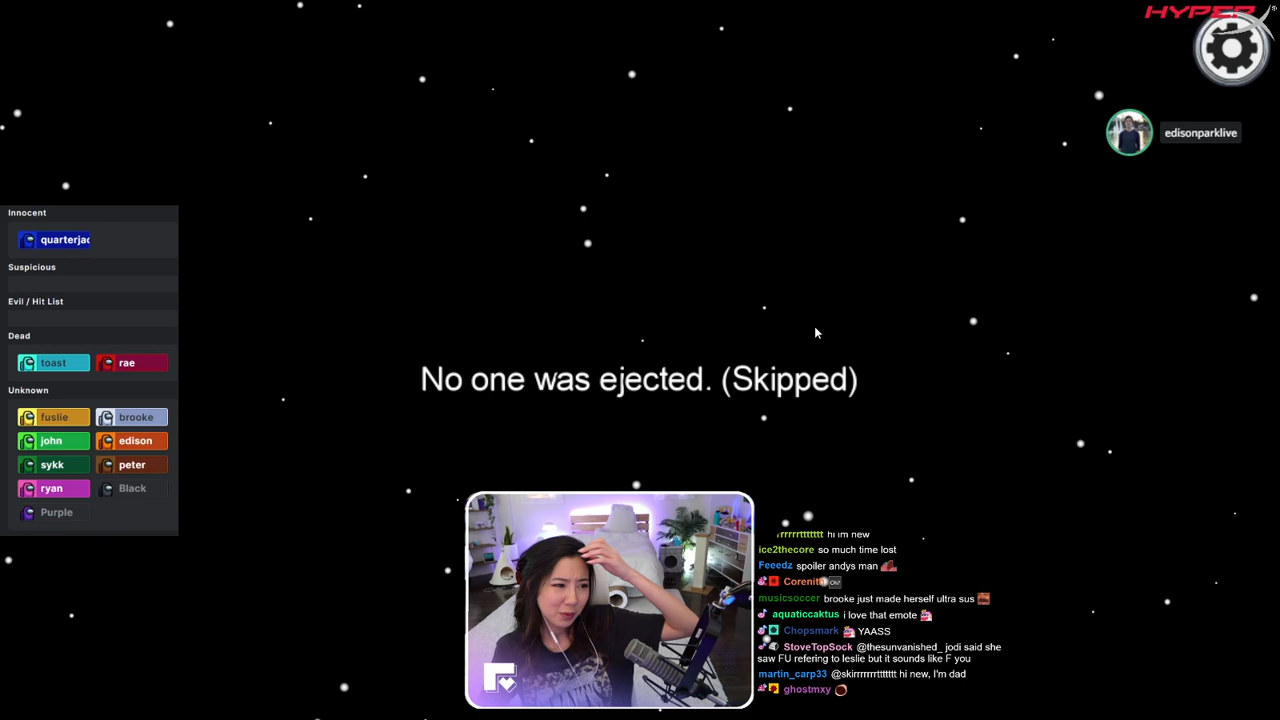 HYPERX
edisonparklive
Innocent
quarterjac
Suspicious
Evil / Hit List
Dead
toast
rae
Unknown
fuslie
brooke
john
edison
sykk
peter
ryan
Black
Purple
No one was ejected. (Skipped)
rrrrrttttttt hi im new
ice2thecore so much time lost
Feeedz spoiler andys man
Corenit
musicsoccer brooke just made herself ultra sus
aquaticcaktus i love that emote
Chopsmark YAASS
StoveTopSock @thesunvanished_ jodi said she
saw FU refering to leslie but it sounds like F you
martin_carp33 @skirrrrrrttttttt hi new, I'm dad
ghostmxy